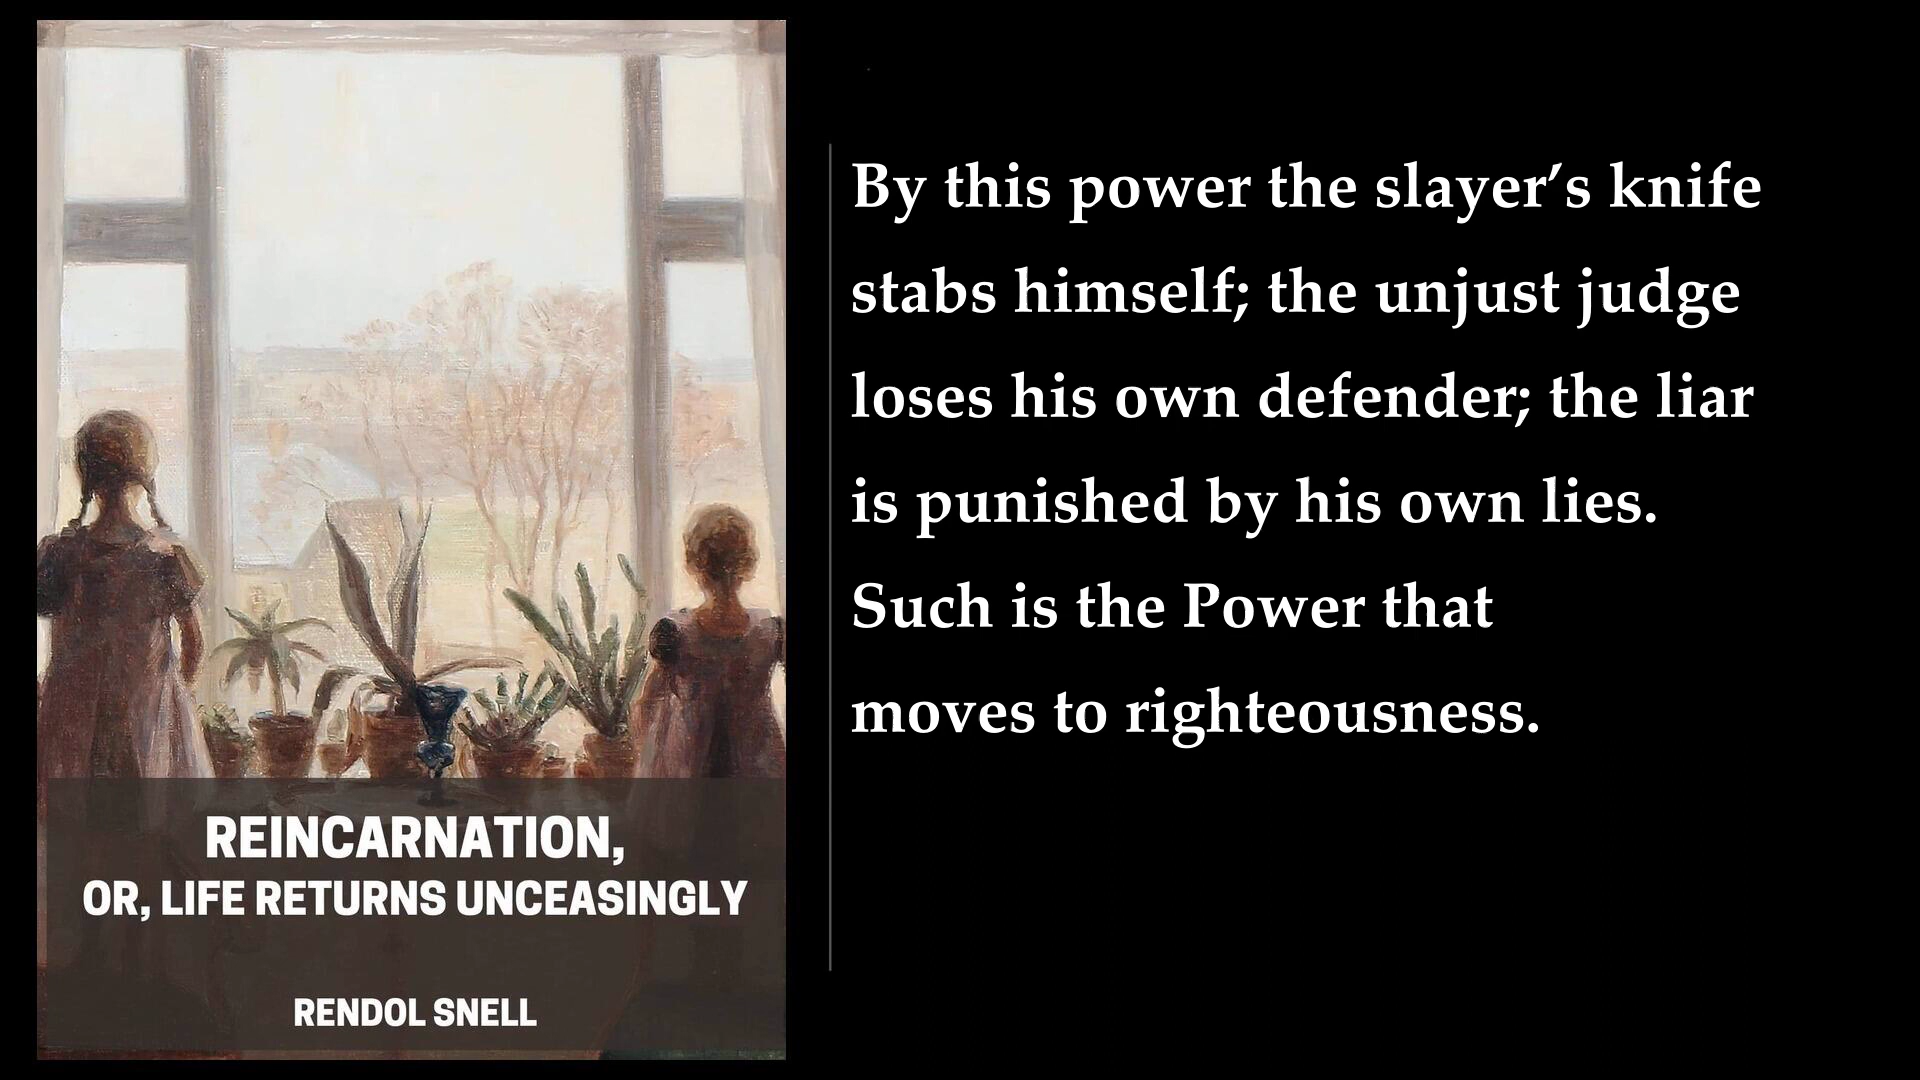 By this power the slayer’s knife
stabs himself; the unjust judge
loses his own defender; the liar
is punished by his own lies.
Such is the Power that
moves to righteousness.
REINCARNATION,
OR, LIFE RETURNS UNCEASINGLY
RENDOL SNELL